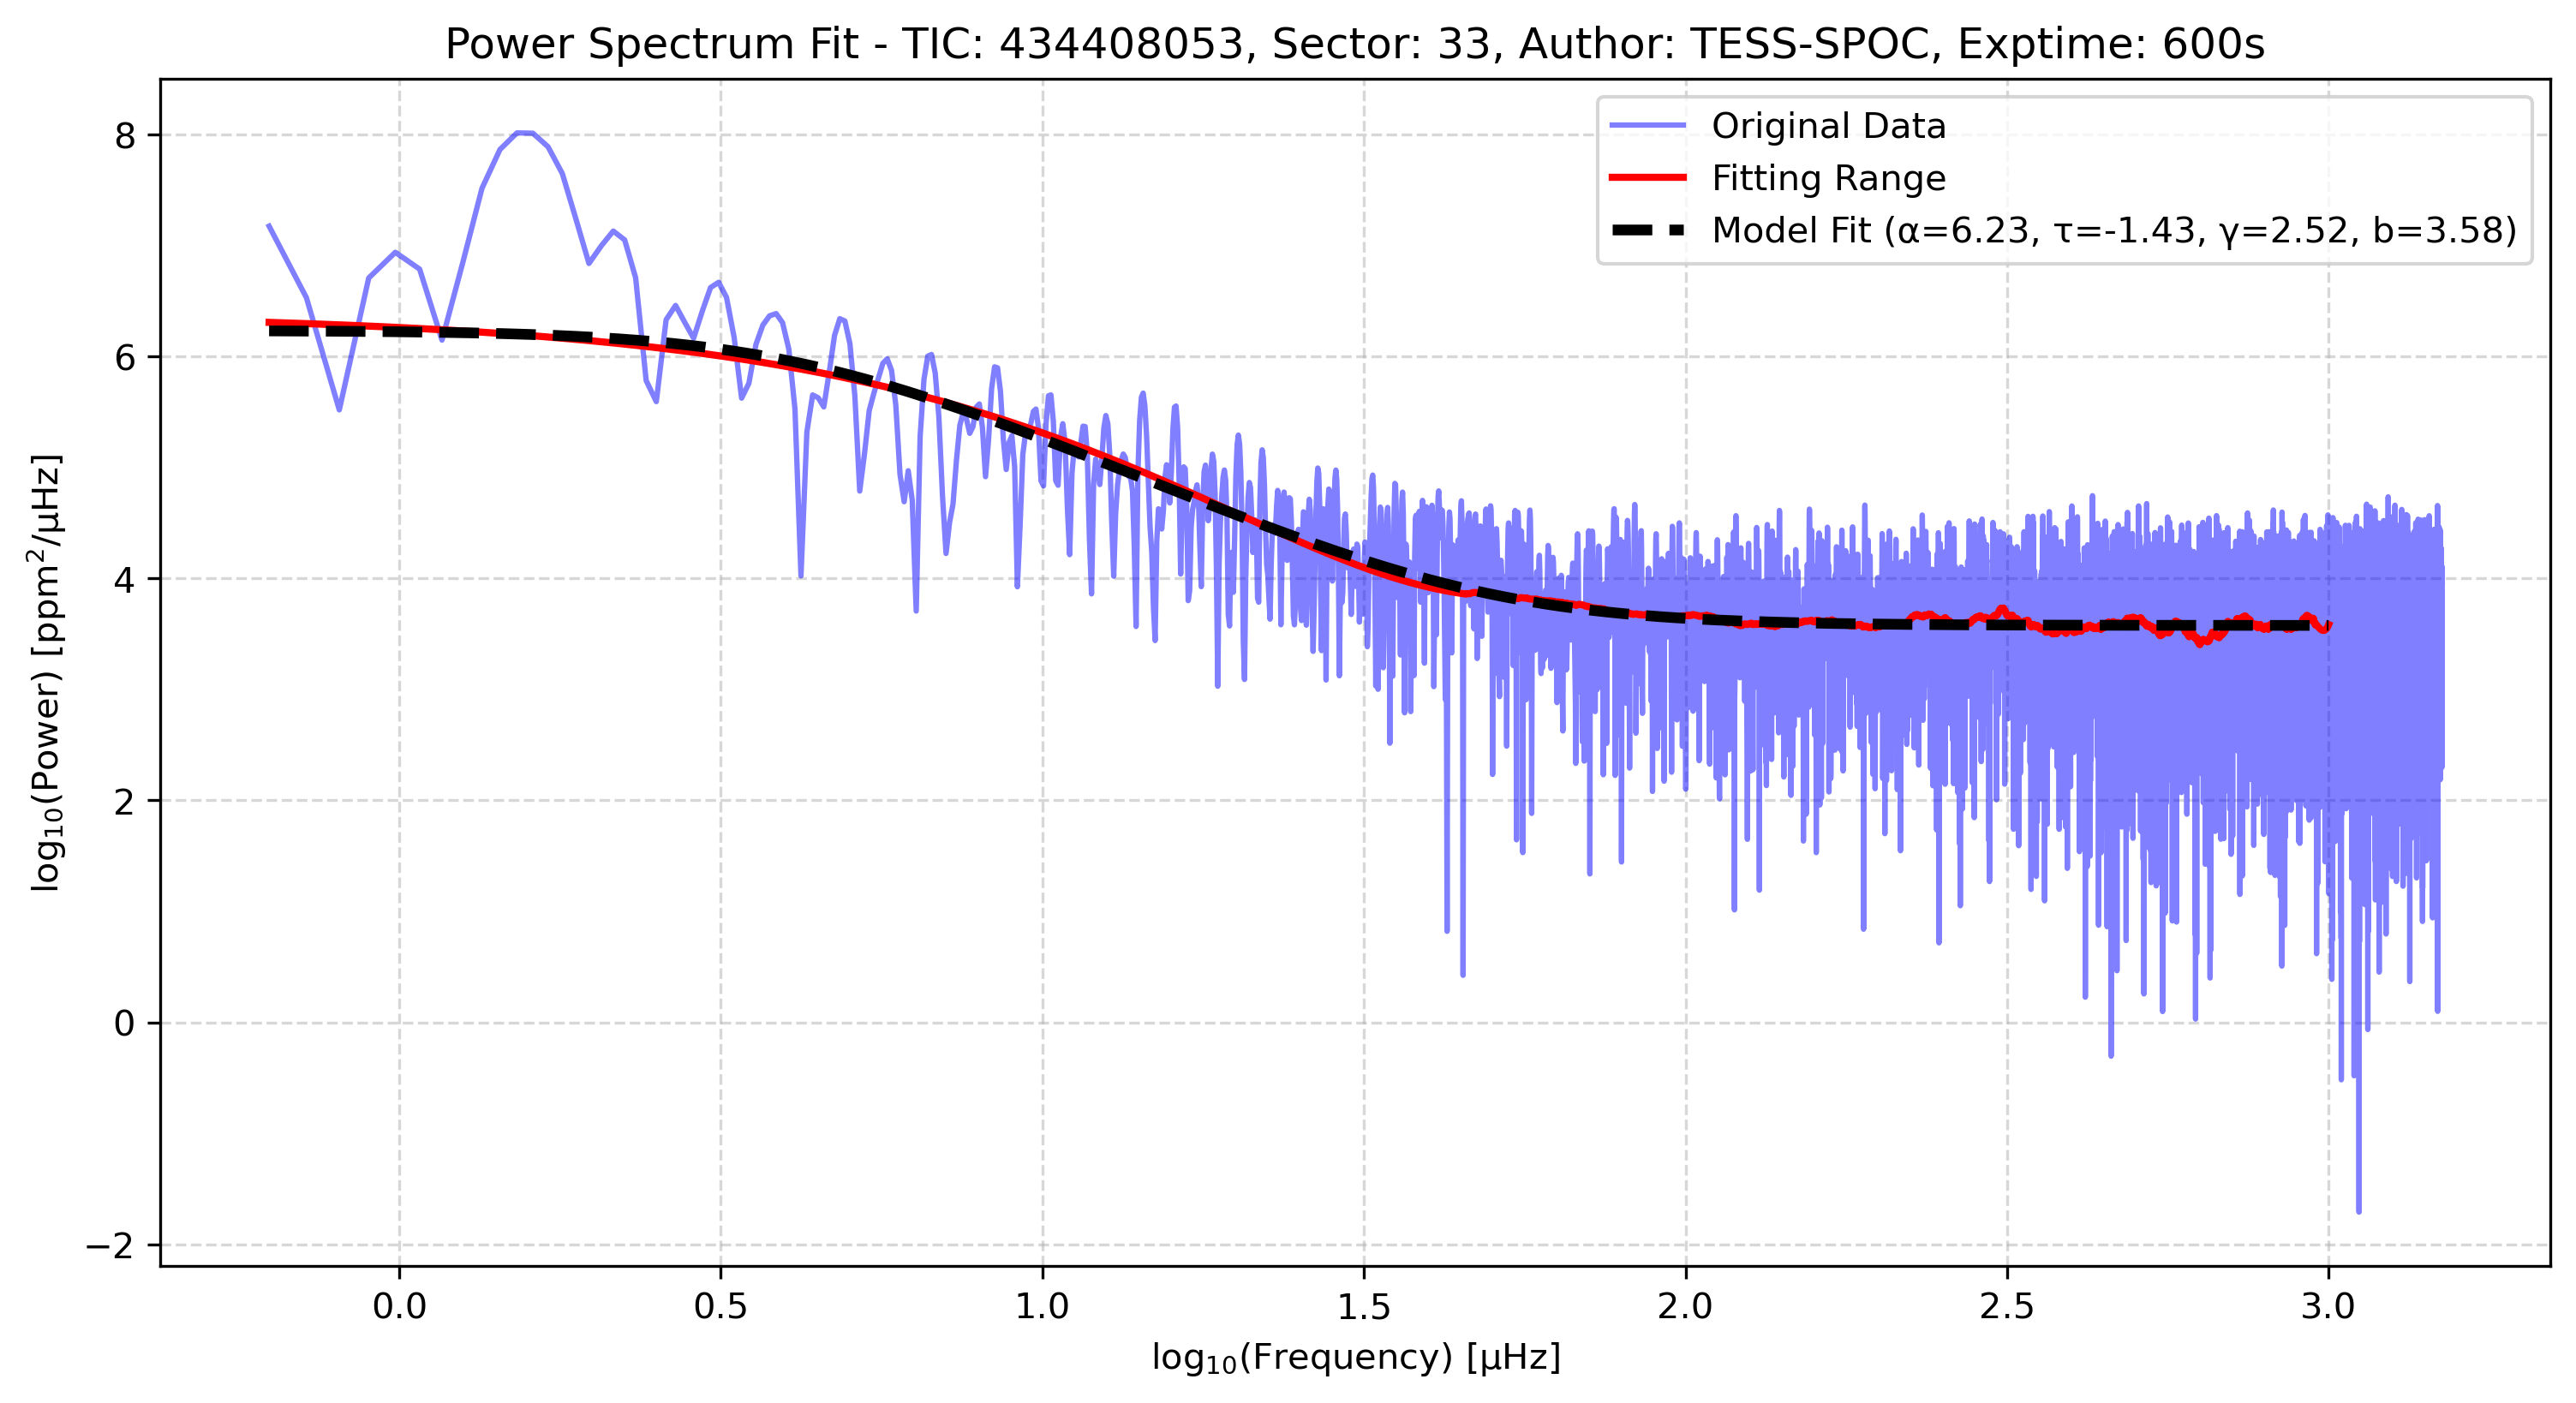 Power Spectrum Fit - TIC: 434408053, Sector: 33, Author: TESS-SPOC, Exptime: 600s
Original Data
Fitting Range
Model Fit (α=6.23, τ=-1.43, γ=2.52, b=3.58)
log₁₀(Power) [ppm²/μHz]
8
6
4
2
0
−2
0.0 0.5 1.0 1.5 2.0 2.5 3.0
log₁₀(Frequency) [μHz]